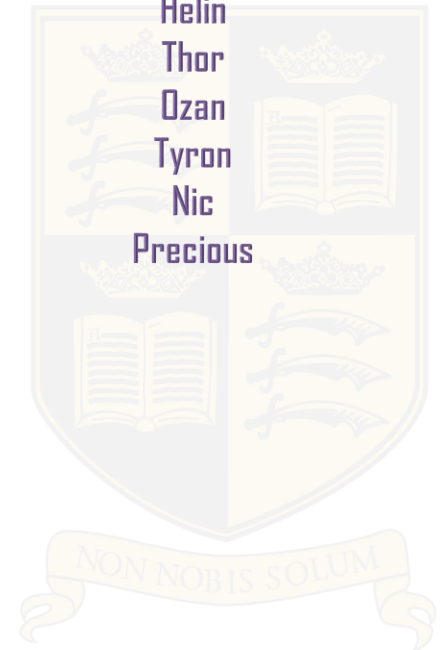 Helin
Thor
Ozan
Tyron
Nic
Precious
NON NOBIS SOLUM